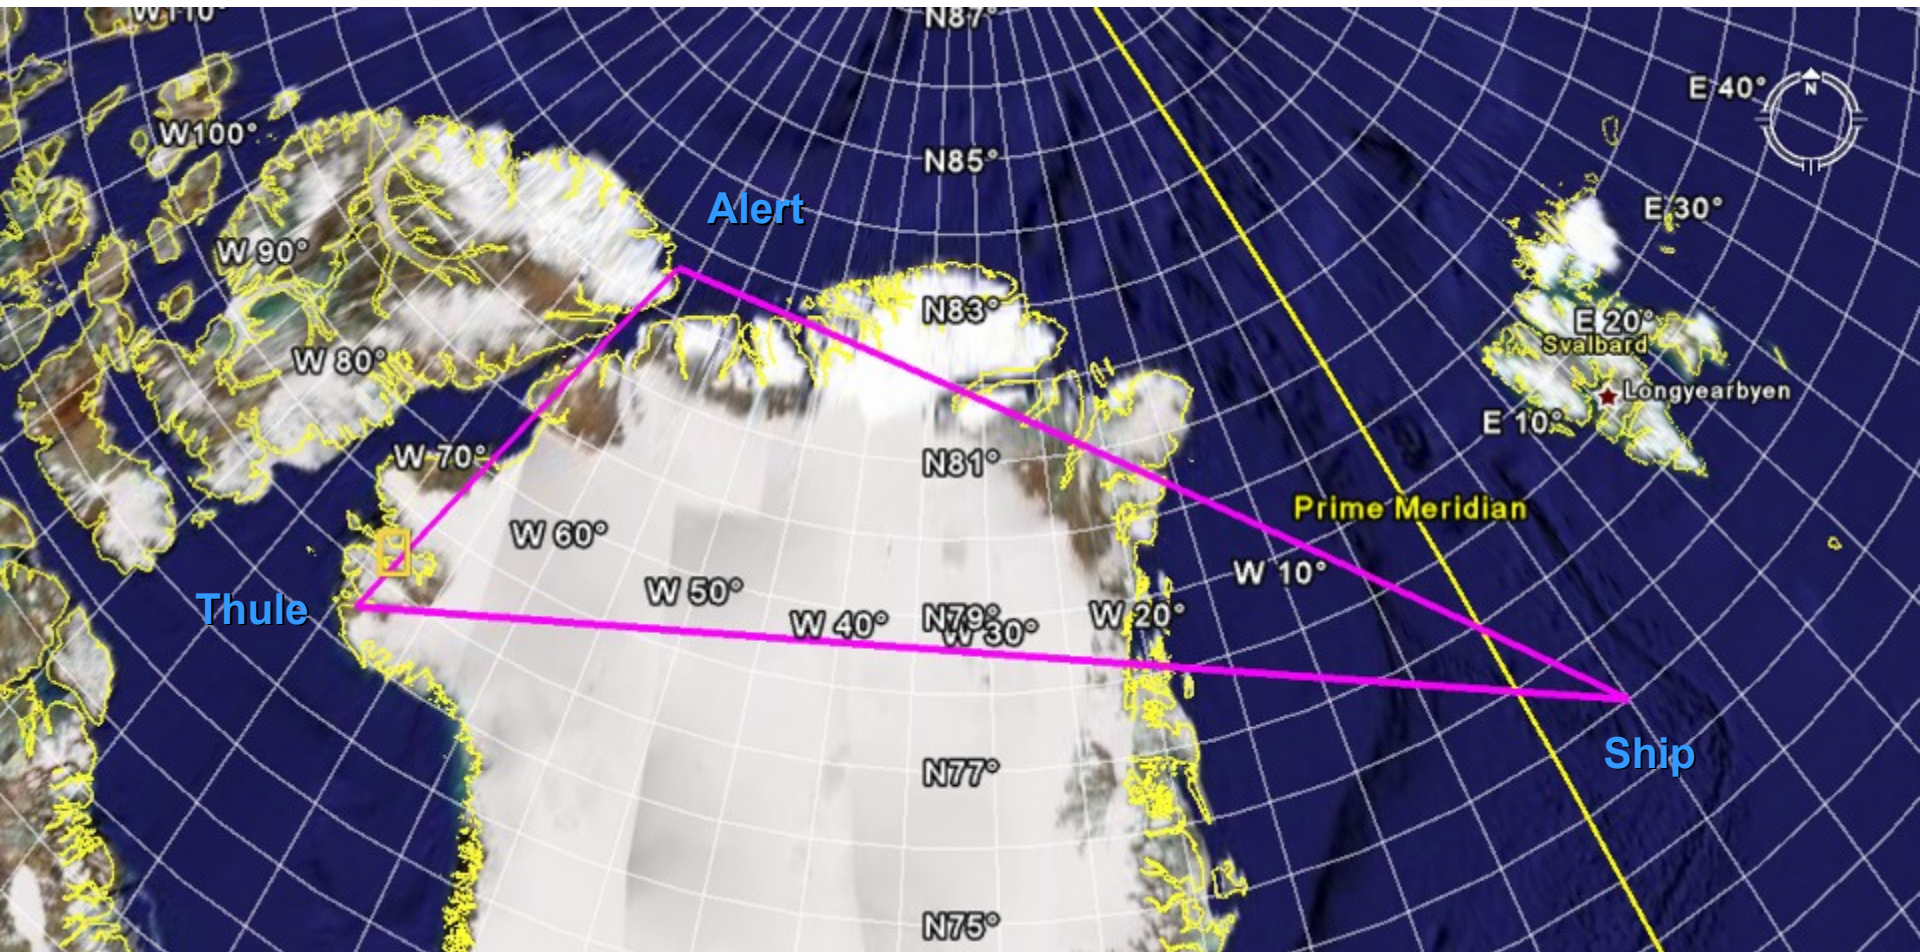 W110°
N87°
E 40°
N
W100°
N85°
Alert
E 30°
W 90°
N83°
E 20°
Svalbard
W 80°
Longyearbyen
E 10°
W 70°
N81°
Prime Meridian
W 60°
W 10°
W 50°
Thule
W 40°
N79°
W 30°
W 20°
Ship
N77°
N75°